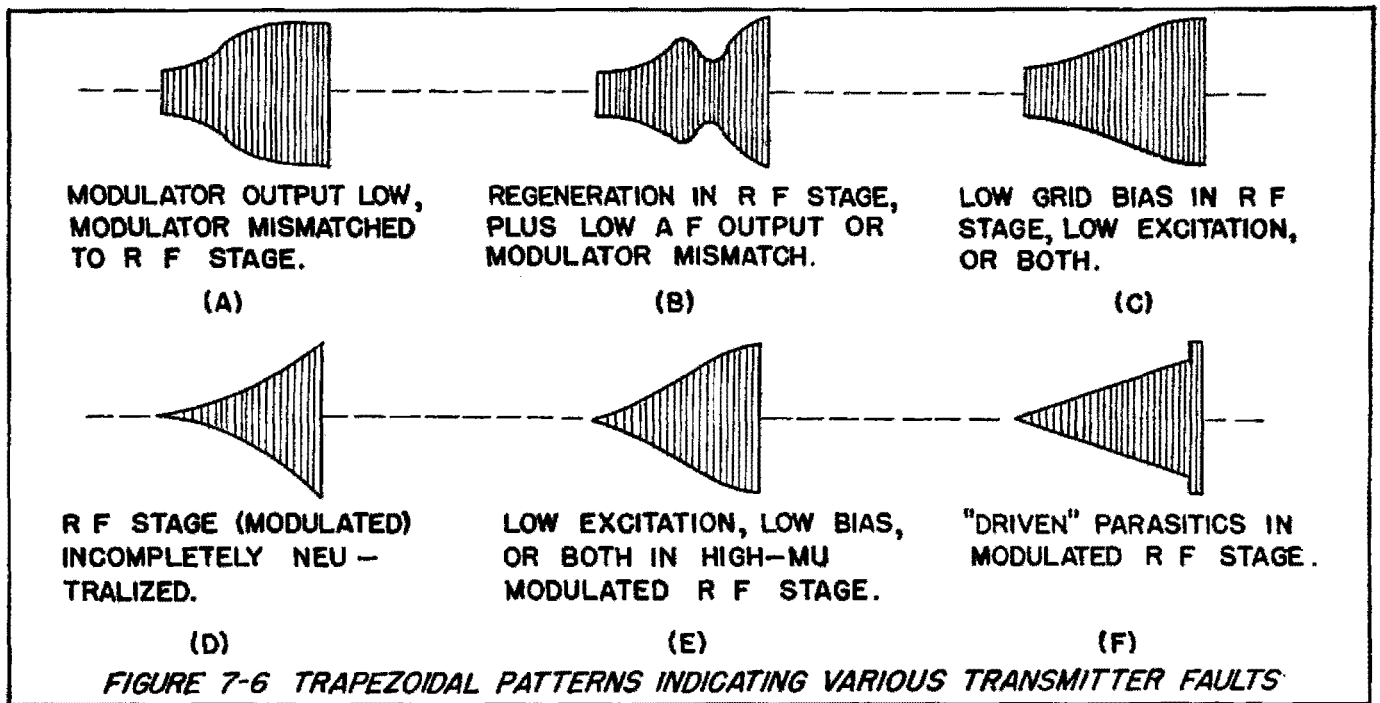 MODULATOR OUTPUT LOW,
MODULATOR MISMATCHED
TO R F STAGE.
(A)
REGENERATION IN R F STAGE,
PLUS LOW A F OUTPUT OR
MODULATOR MISMATCH.
(B)
LOW GRID BIAS IN R F
STAGE, LOW EXCITATION,
OR BOTH.
(C)
R F STAGE (MODULATED)
INCOMPLETELY NEU -
TRALIZED.
(D)
LOW EXCITATION, LOW BIAS,
OR BOTH IN HIGH-MU
MODULATED R F STAGE.
(E)
"DRIVEN" PARASITICS IN
MODULATED R F STAGE.
(F)
FIGURE 7-6 TRAPEZOIDAL PATTERNS INDICATING VARIOUS TRANSMITTER FAULTS